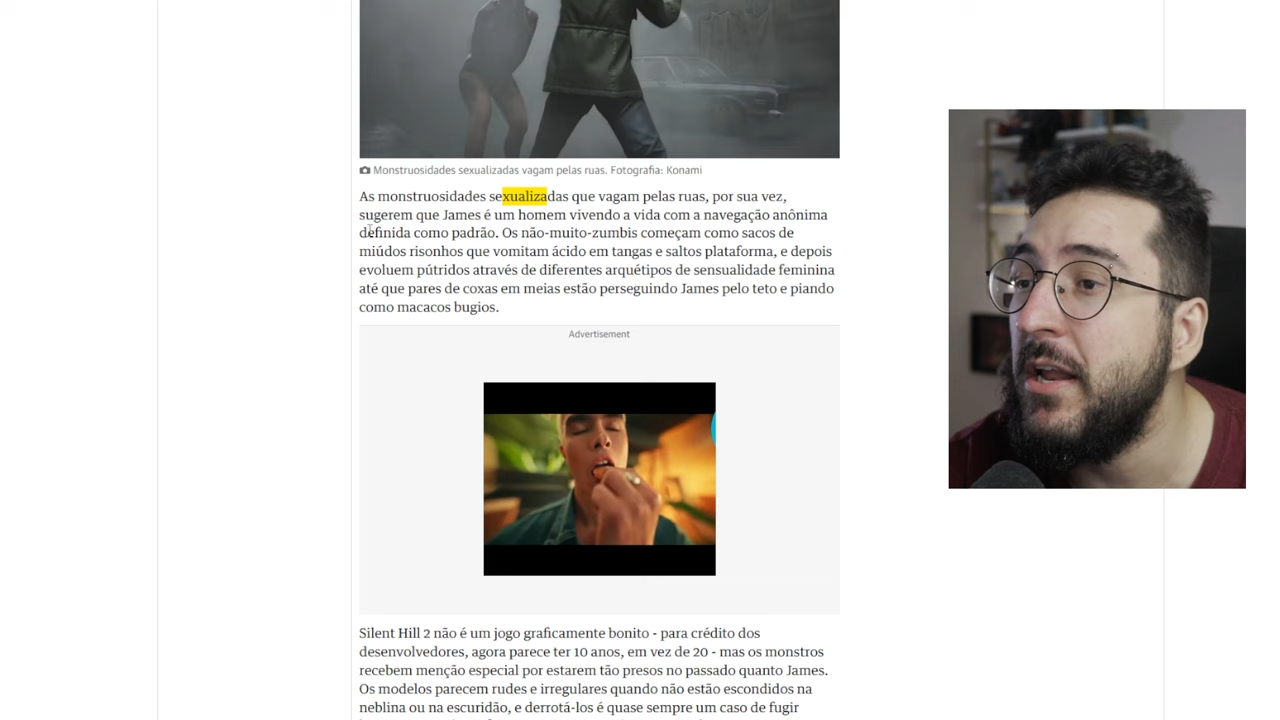 Monstruosidades sexualizadas vagam pelas ruas. Fotografia: Konami
As monstruosidades sexualizadas que vagam pelas ruas, por sua vez,
sugerem que James é um homem vivendo a vida com a navegação anônima
definida como padrão. Os não-muito-zumbis começam como sacos de
miúdos risonhos que vomitam ácido em tangas e saltos plataforma, e depois
evoluem pútridos através de diferentes arquétipos de sensualidade feminina
até que pares de coxas em meias estão perseguindo James pelo teto e piando
como macacos bugios.
Advertisement
Silent Hill 2 não é um jogo graficamente bonito - para crédito dos
desenvolvedores, agora parece ter 10 anos, em vez de 20 - mas os monstros
recebem menção especial por estarem tão presos no passado quanto James.
Os modelos parecem rudes e irregulares quando não estão escondidos na
neblina ou na escuridão, e derrotá-los é quase sempre um caso de fugir